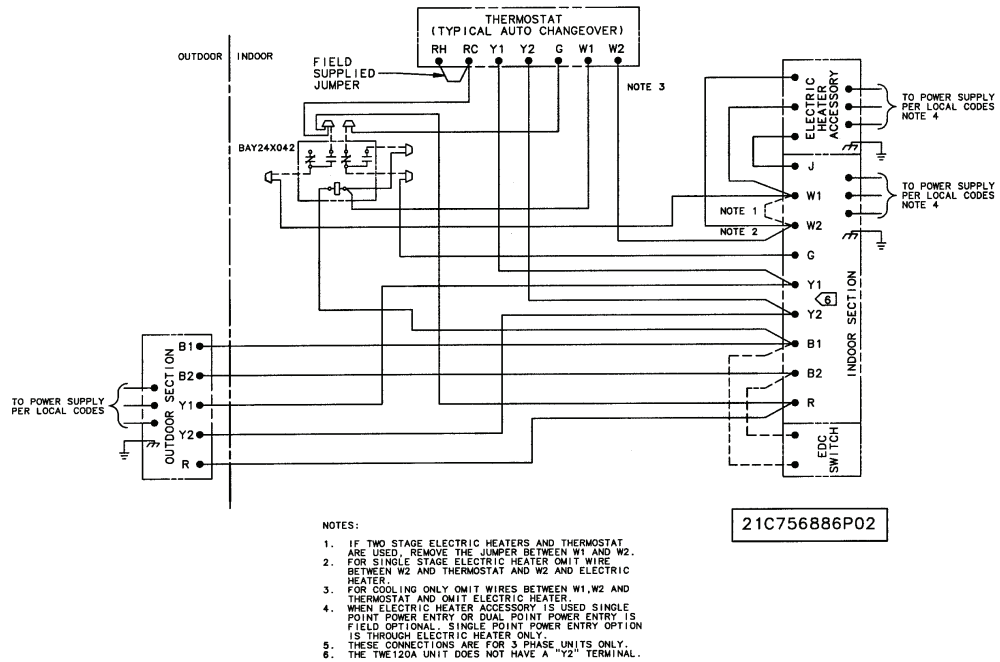 THERMOSTAT
(TYPICAL AUTO CHANGEOVER)
RH RC Y1 Y2 G W1 W2
OUTDOOR INDOOR
FIELD
SUPPLIED
JUMPER
NOTE 3
BAY24X042
ELECTRIC
HEATER
ACCESSORY
TO POWER SUPPLY
PER LOCAL CODES
NOTE 4
J
W1
NOTE 1
TO POWER SUPPLY
PER LOCAL CODES
NOTE 4
W2
NOTE 2
G
Y1
6
Y2
B1
B2
R
INDOOR SECTION
EDC
SWITCH
B1
B2
Y1
Y2
R
OUTDOOR SECTION
TO POWER SUPPLY
PER LOCAL CODES
21C756886P02
NOTES:
1. IF TWO STAGE ELECTRIC HEATERS AND THERMOSTAT
ARE USED, REMOVE THE JUMPER BETWEEN W1 AND W2.
2. FOR SINGLE STAGE ELECTRIC HEATER OMIT WIRE
BETWEEN W2 AND THERMOSTAT AND W2 AND ELECTRIC
HEATER.
3. FOR COOLING ONLY OMIT WIRES BETWEEN W1,W2 AND
THERMOSTAT AND OMIT ELECTRIC HEATER.
4. WHEN ELECTRIC HEATER ACCESSORY IS USED SINGLE
POINT POWER ENTRY OR DUAL POINT POWER ENTRY IS
FIELD OPTIONAL. SINGLE POINT POWER ENTRY OPTION
IS THROUGH ELECTRIC HEATER ONLY.
5. THESE CONNECTIONS ARE FOR 3 PHASE UNITS ONLY.
6. THE TWE120A UNIT DOES NOT HAVE A "Y2" TERMINAL.